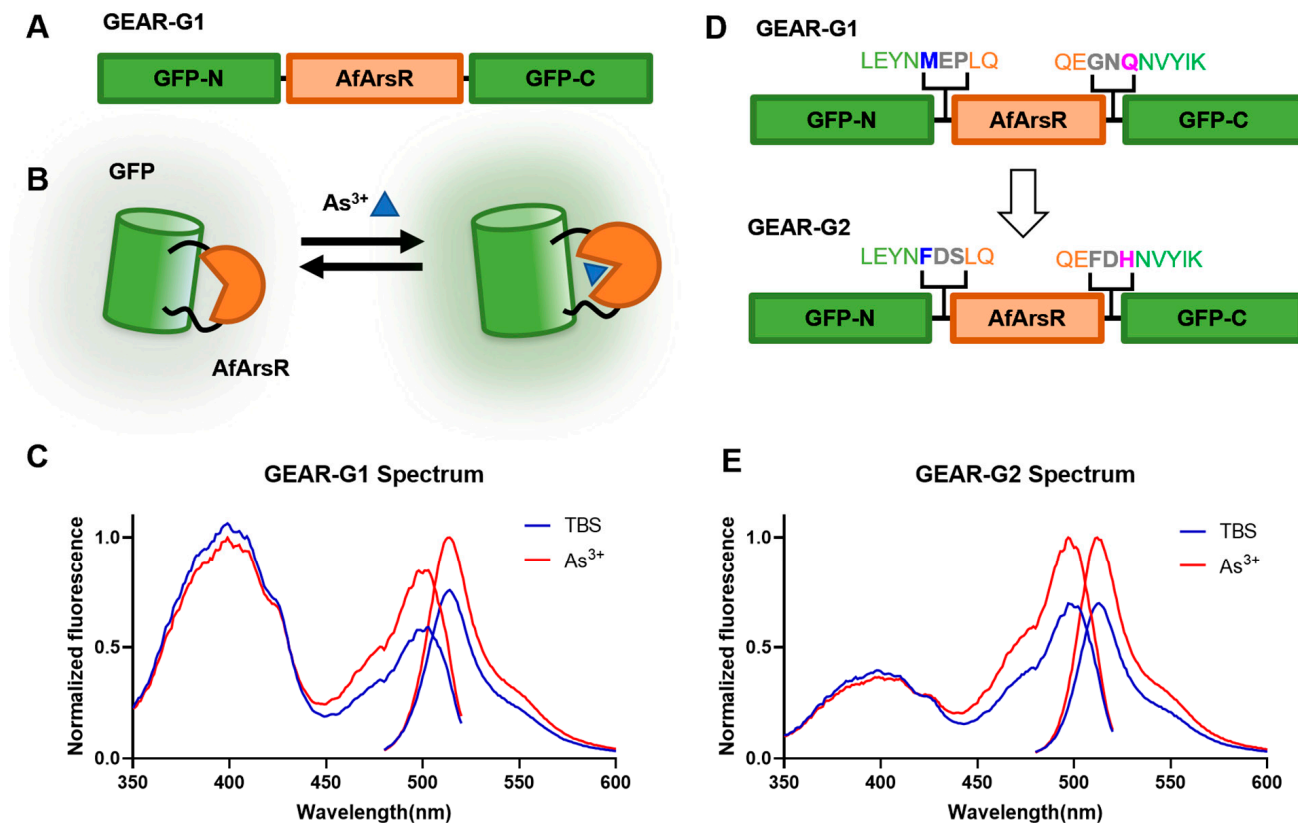 A
GEAR-G1
GFP-N
AfArsR
GFP-C
B
GFP
As³⁺
AfArsR
C
GEAR-G1 Spectrum
Normalized fluorescence
1.0
0.5
0.0
350
400
450
500
550
600
Wavelength(nm)
TBS
As³⁺
D
GEAR-G1
LEYNMEPLQ
QEGNQNVYIK
GFP-N
AfArsR
GFP-C
GEAR-G2
LEYNFDSLQ
QEFDHNVYIK
GFP-N
AfArsR
GFP-C
E
GEAR-G2 Spectrum
Normalized fluorescence
1.0
0.5
0.0
350
400
450
500
550
600
Wavelength(nm)
TBS
As³⁺